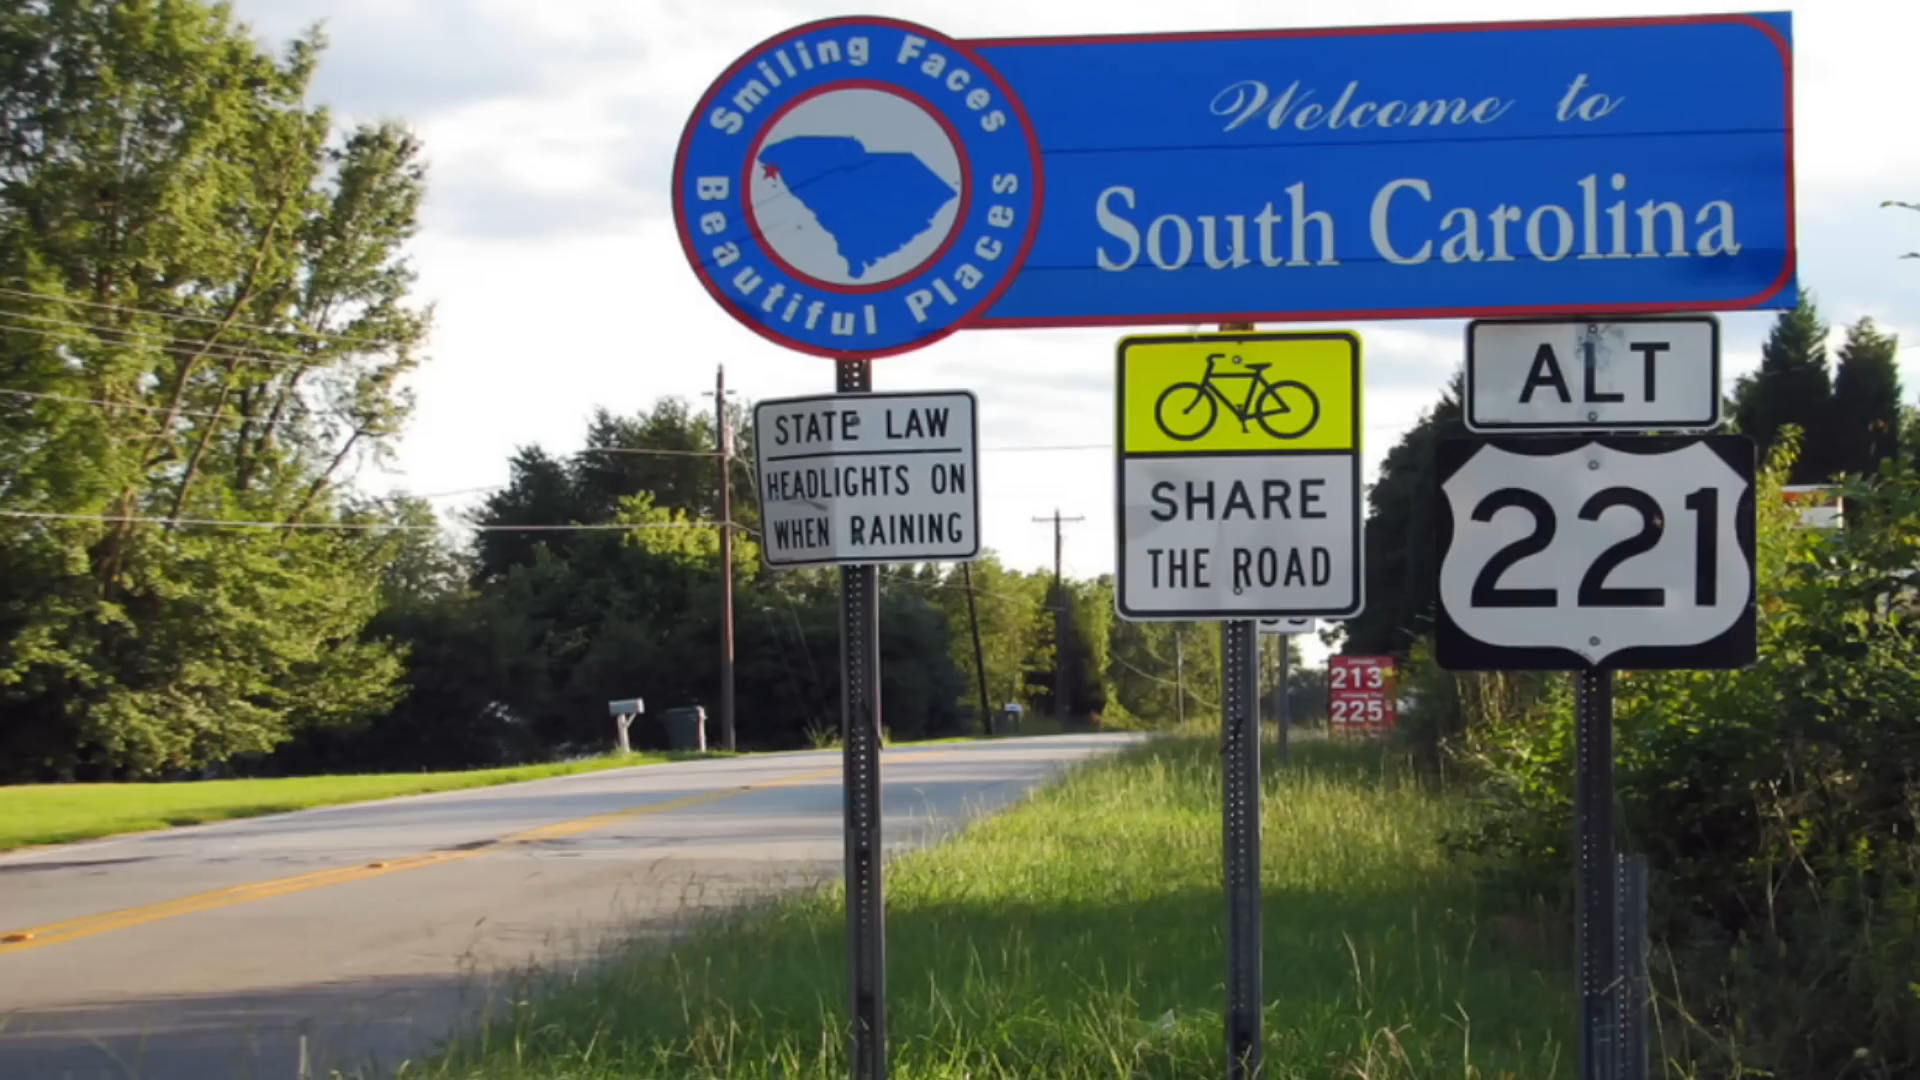 Smiling Faces
Beautiful Places
Welcome to
South Carolina
STATE LAW
HEADLIGHTS ON
WHEN RAINING
SHARE
THE ROAD
ALT
221
213
225